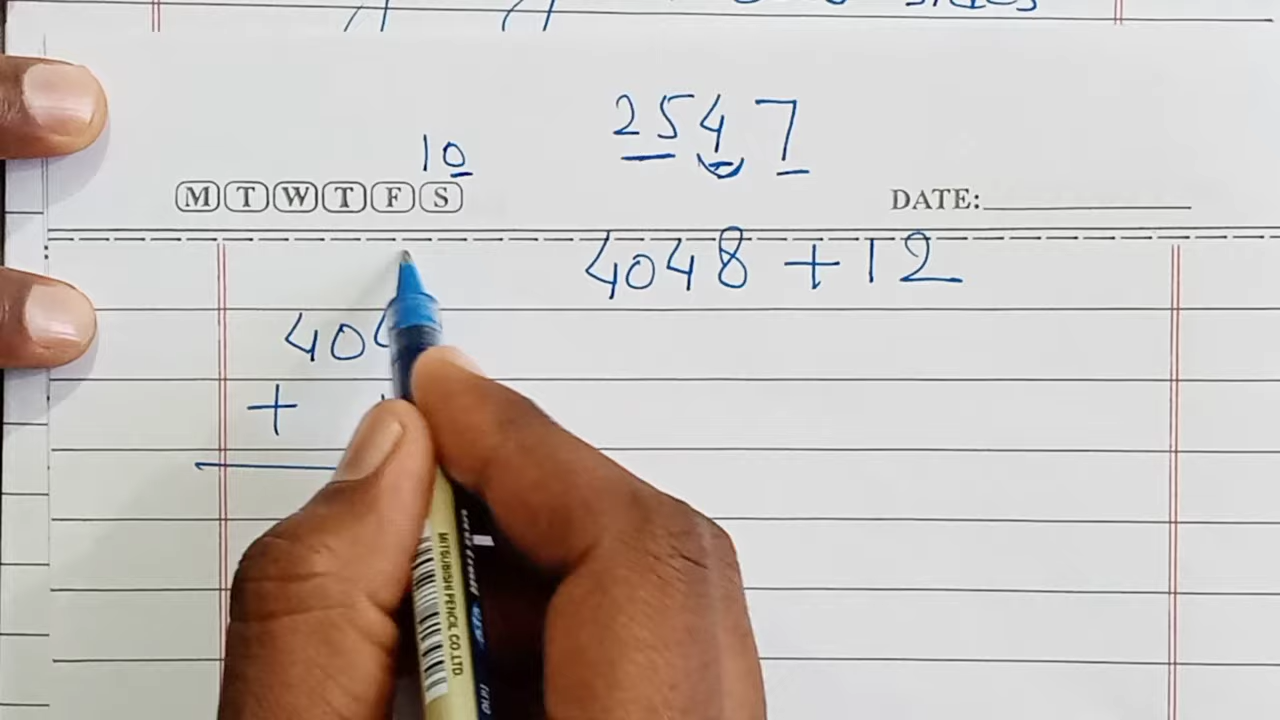 2547
10
M T W T F S
DATE:
4048 + 12
40
+
MITSUBISHI PENCIL CO.,LTD.